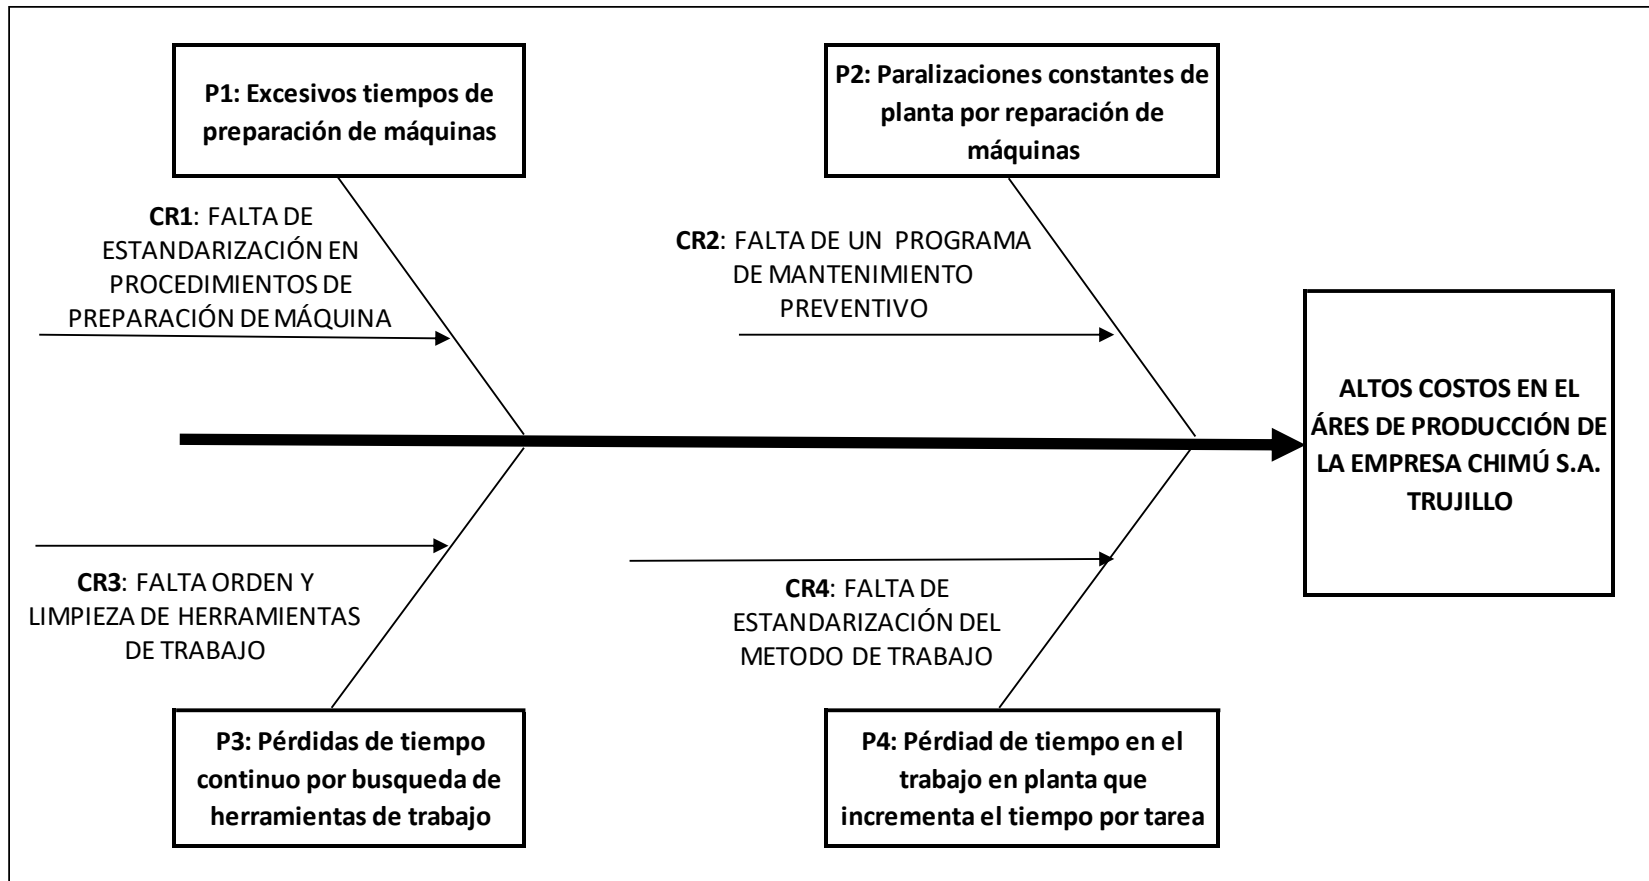 P1: Excesivos tiempos de
preparación de máquinas
P2: Paralizaciones constantes de
planta por reparación de
máquinas
CR1: FALTA DE
ESTANDARIZACIÓN EN
PROCEDIMIENTOS DE
PREPARACIÓN DE MÁQUINA
CR2: FALTA DE UN PROGRAMA
DE MANTENIMIENTO
PREVENTIVO
ALTOS COSTOS EN EL
ÁRES DE PRODUCCIÓN DE
LA EMPRESA CHIMÚ S.A.
TRUJILLO
CR3: FALTA ORDEN Y
LIMPIEZA DE HERRAMIENTAS
DE TRABAJO
CR4: FALTA DE
ESTANDARIZACIÓN DEL
METODO DE TRABAJO
P3: Pérdidas de tiempo
continuo por busqueda de
herramientas de trabajo
P4: Pérdiad de tiempo en el
trabajo en planta que
incrementa el tiempo por tarea